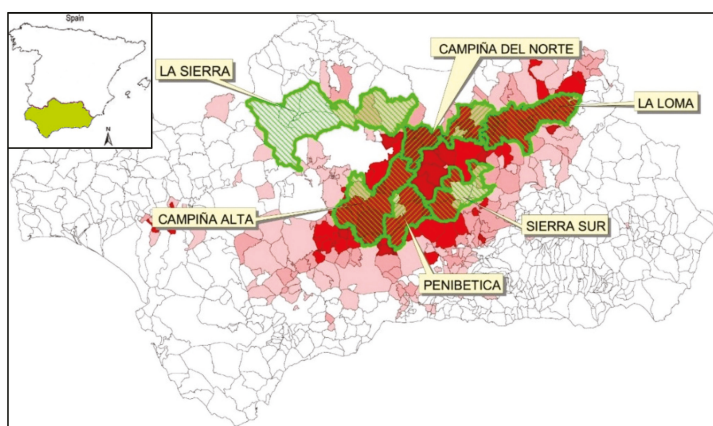 Spain
N
LA SIERRA
CAMPIÑA DEL NORTE
LA LOMA
CAMPIÑA ALTA
SIERRA SUR
PENIBETICA